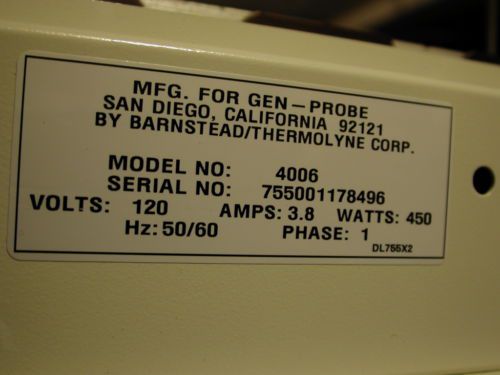 MFG. FOR GEN-PROBE
SAN DIEGO, CALIFORNIA 92121
BY BARNSTEAD/THERMOLYNE CORP.
MODEL NO: 4006
SERIAL NO: 755001178496
VOLTS: 120 AMPS: 3.8 WATTS: 450
Hz: 50/60 PHASE: 1
DL755X2